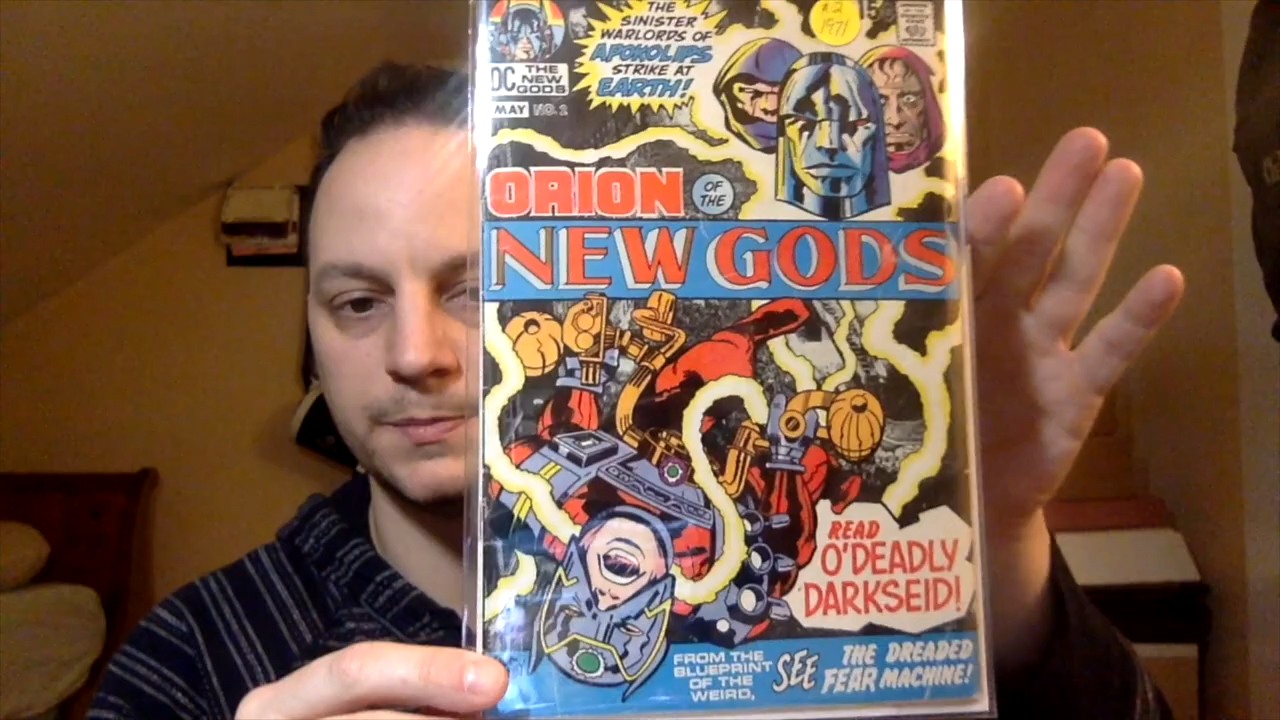 THE
SINISTER
WARLORDS OF
APOKOLIPS
STRIKE AT
EARTH!
#2
1971
DC THE
NEW
GODS
MAY NO. 2
ORION OF THE
NEW GODS
READ
O'DEADLY
DARKSEID!
FROM THE
BLUEPRINT
OF THE
WEIRD,
SEE THE DREADED
FEAR MACHINE!